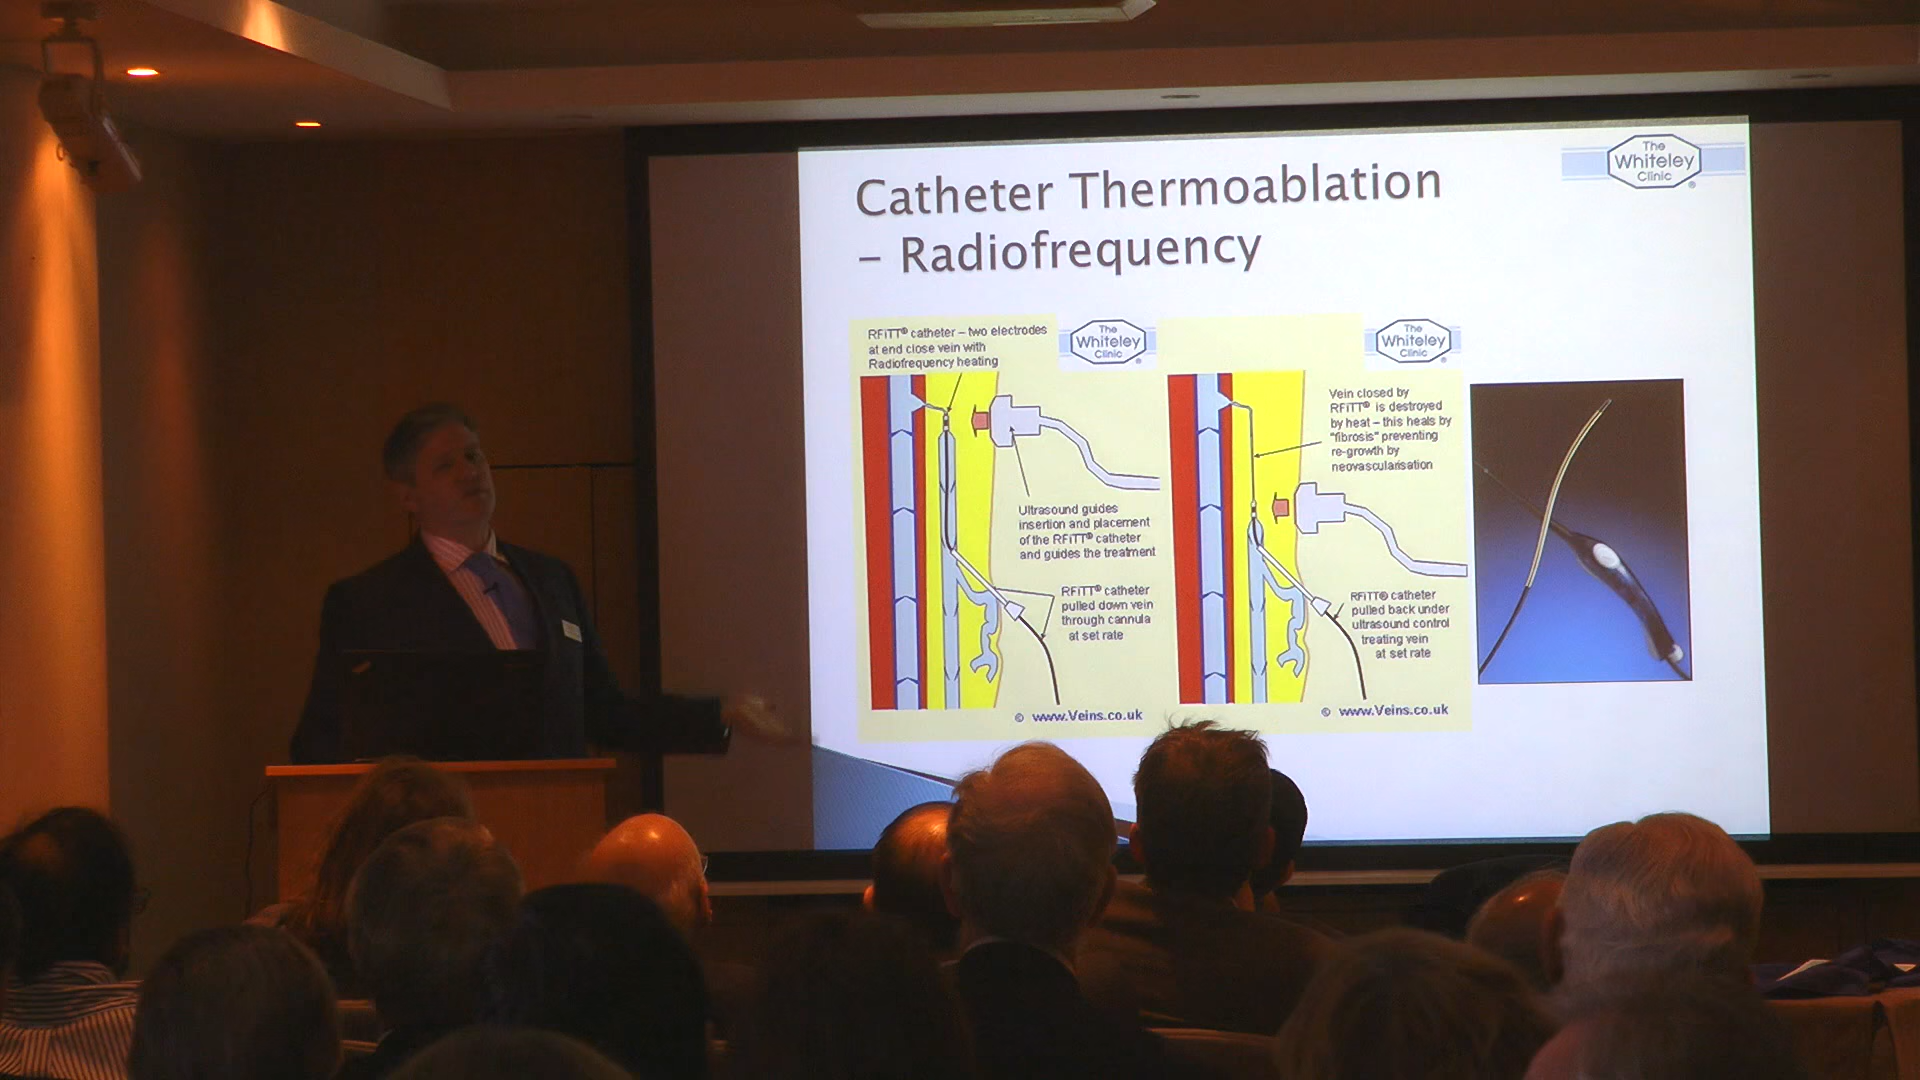 The
Whiteley
Clinic
®
Catheter Thermoablation
– Radiofrequency
RFiTT® catheter – two electrodes
at end close vein with
Radiofrequency heating
The
Whiteley
Clinic
®
Ultrasound guides
insertion and placement
of the RFiTT® catheter
and guides the treatment
RFiTT® catheter
pulled down vein
through cannula
at set rate
© www.Veins.co.uk
The
Whiteley
Clinic
®
Vein closed by
RFiTT® is destroyed
by heat – this heals by
"fibrosis" preventing
re-growth by
neovascularisation
RFiTT® catheter
pulled back under
ultrasound control
treating vein
at set rate
© www.Veins.co.uk